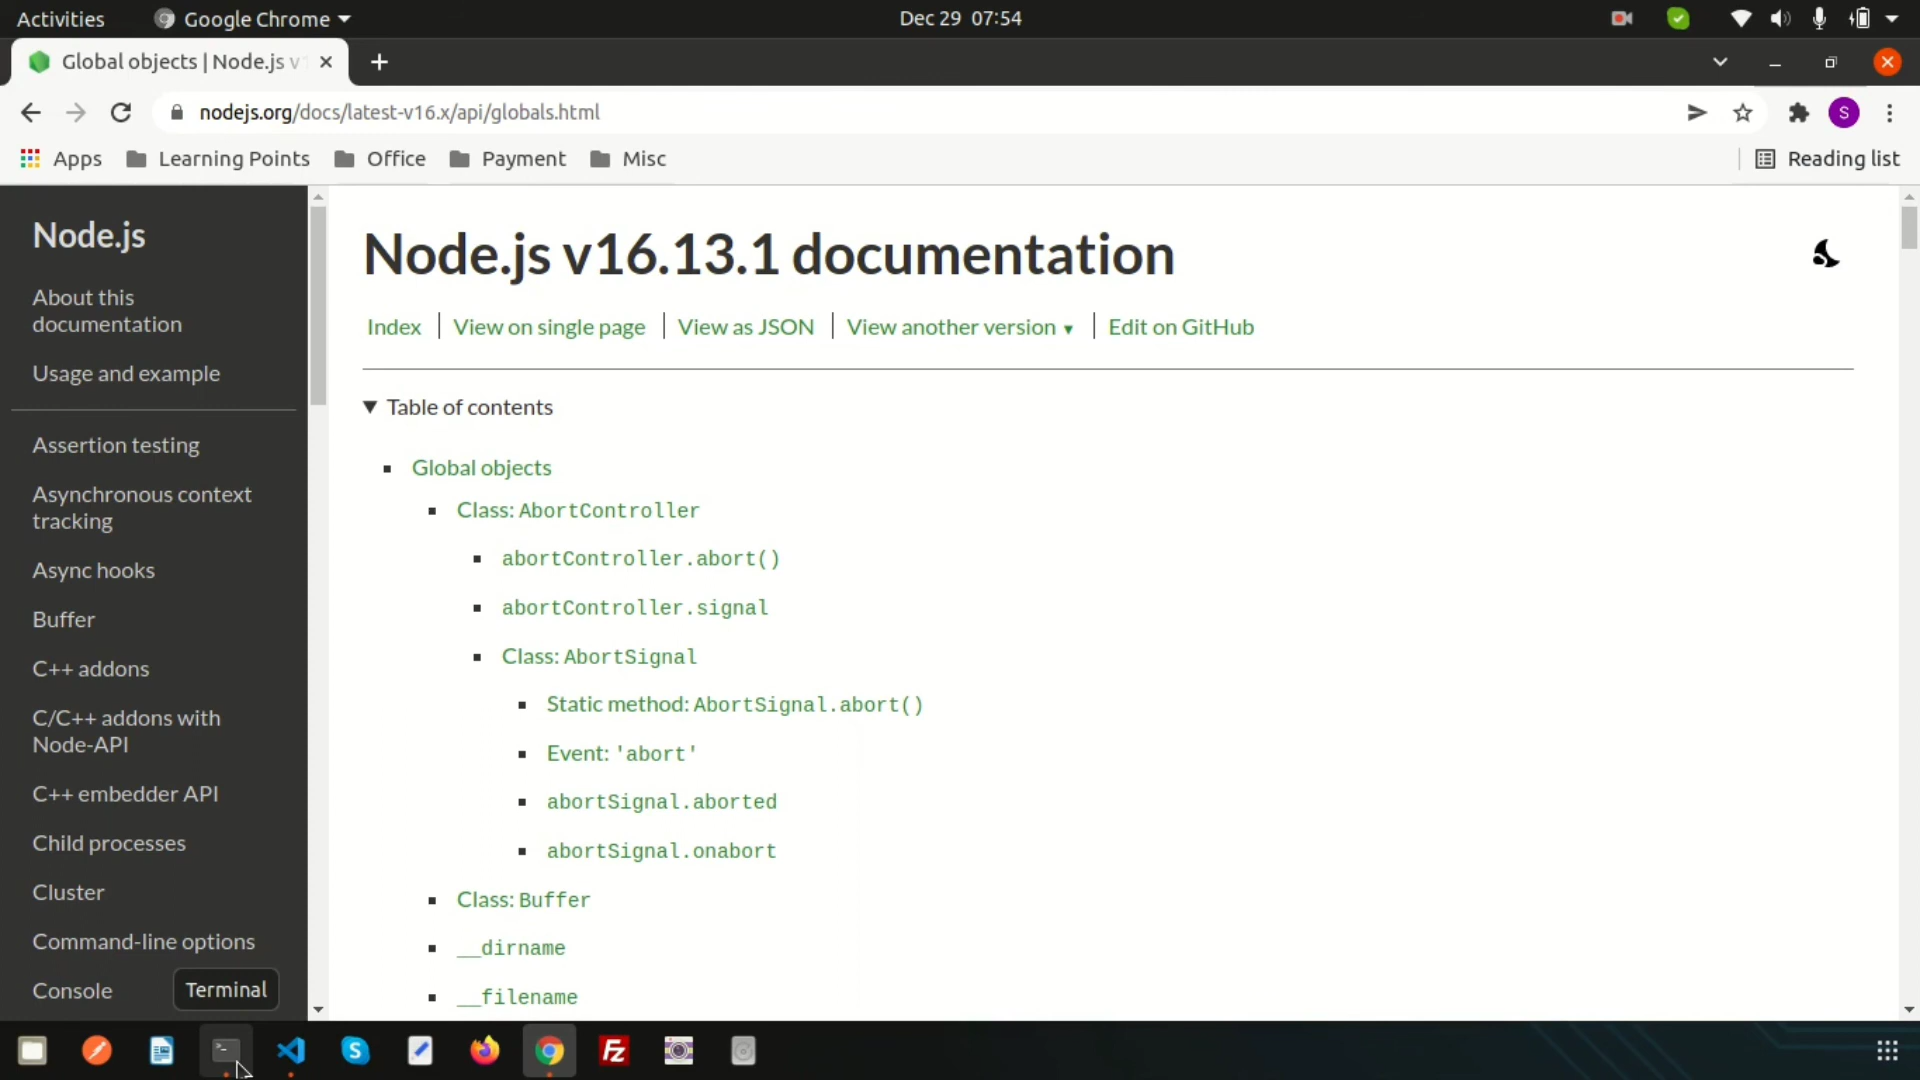 Activities
Google Chrome
Dec 29 07:54
Global objects | Node.js v1
nodejs.org/docs/latest-v16.x/api/globals.html
S
Apps
Learning Points
Office
Payment
Misc
Reading list
Node.js
About this
documentation
Usage and example
Assertion testing
Asynchronous context
tracking
Async hooks
Buffer
C++ addons
C/C++ addons with
Node-API
C++ embedder API
Child processes
Cluster
Command-line options
Console
Terminal
Node.js v16.13.1 documentation
Index
View on single page
View as JSON
View another version ▼
Edit on GitHub
▼ Table of contents
Global objects
Class: AbortController
abortController.abort()
abortController.signal
Class: AbortSignal
Static method: AbortSignal.abort()
Event: 'abort'
abortSignal.aborted
abortSignal.onabort
Class: Buffer
__dirname
__filename